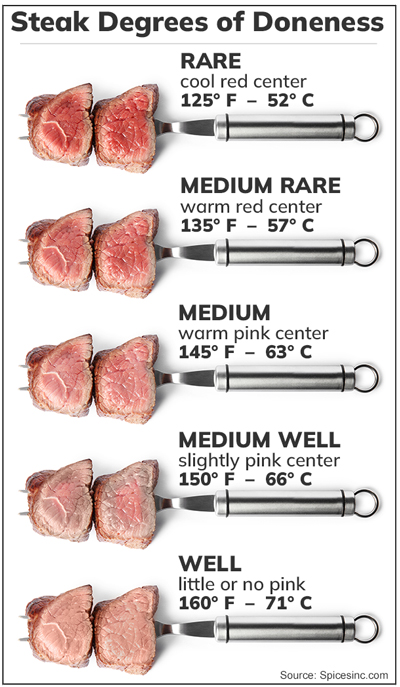 Steak Degrees of Doneness
RARE
cool red center
125° F – 52° C
MEDIUM RARE
warm red center
135° F – 57° C
MEDIUM
warm pink center
145° F – 63° C
MEDIUM WELL
slightly pink center
150° F – 66° C
WELL
little or no pink
160° F – 71° C
Source: Spicesinc.com